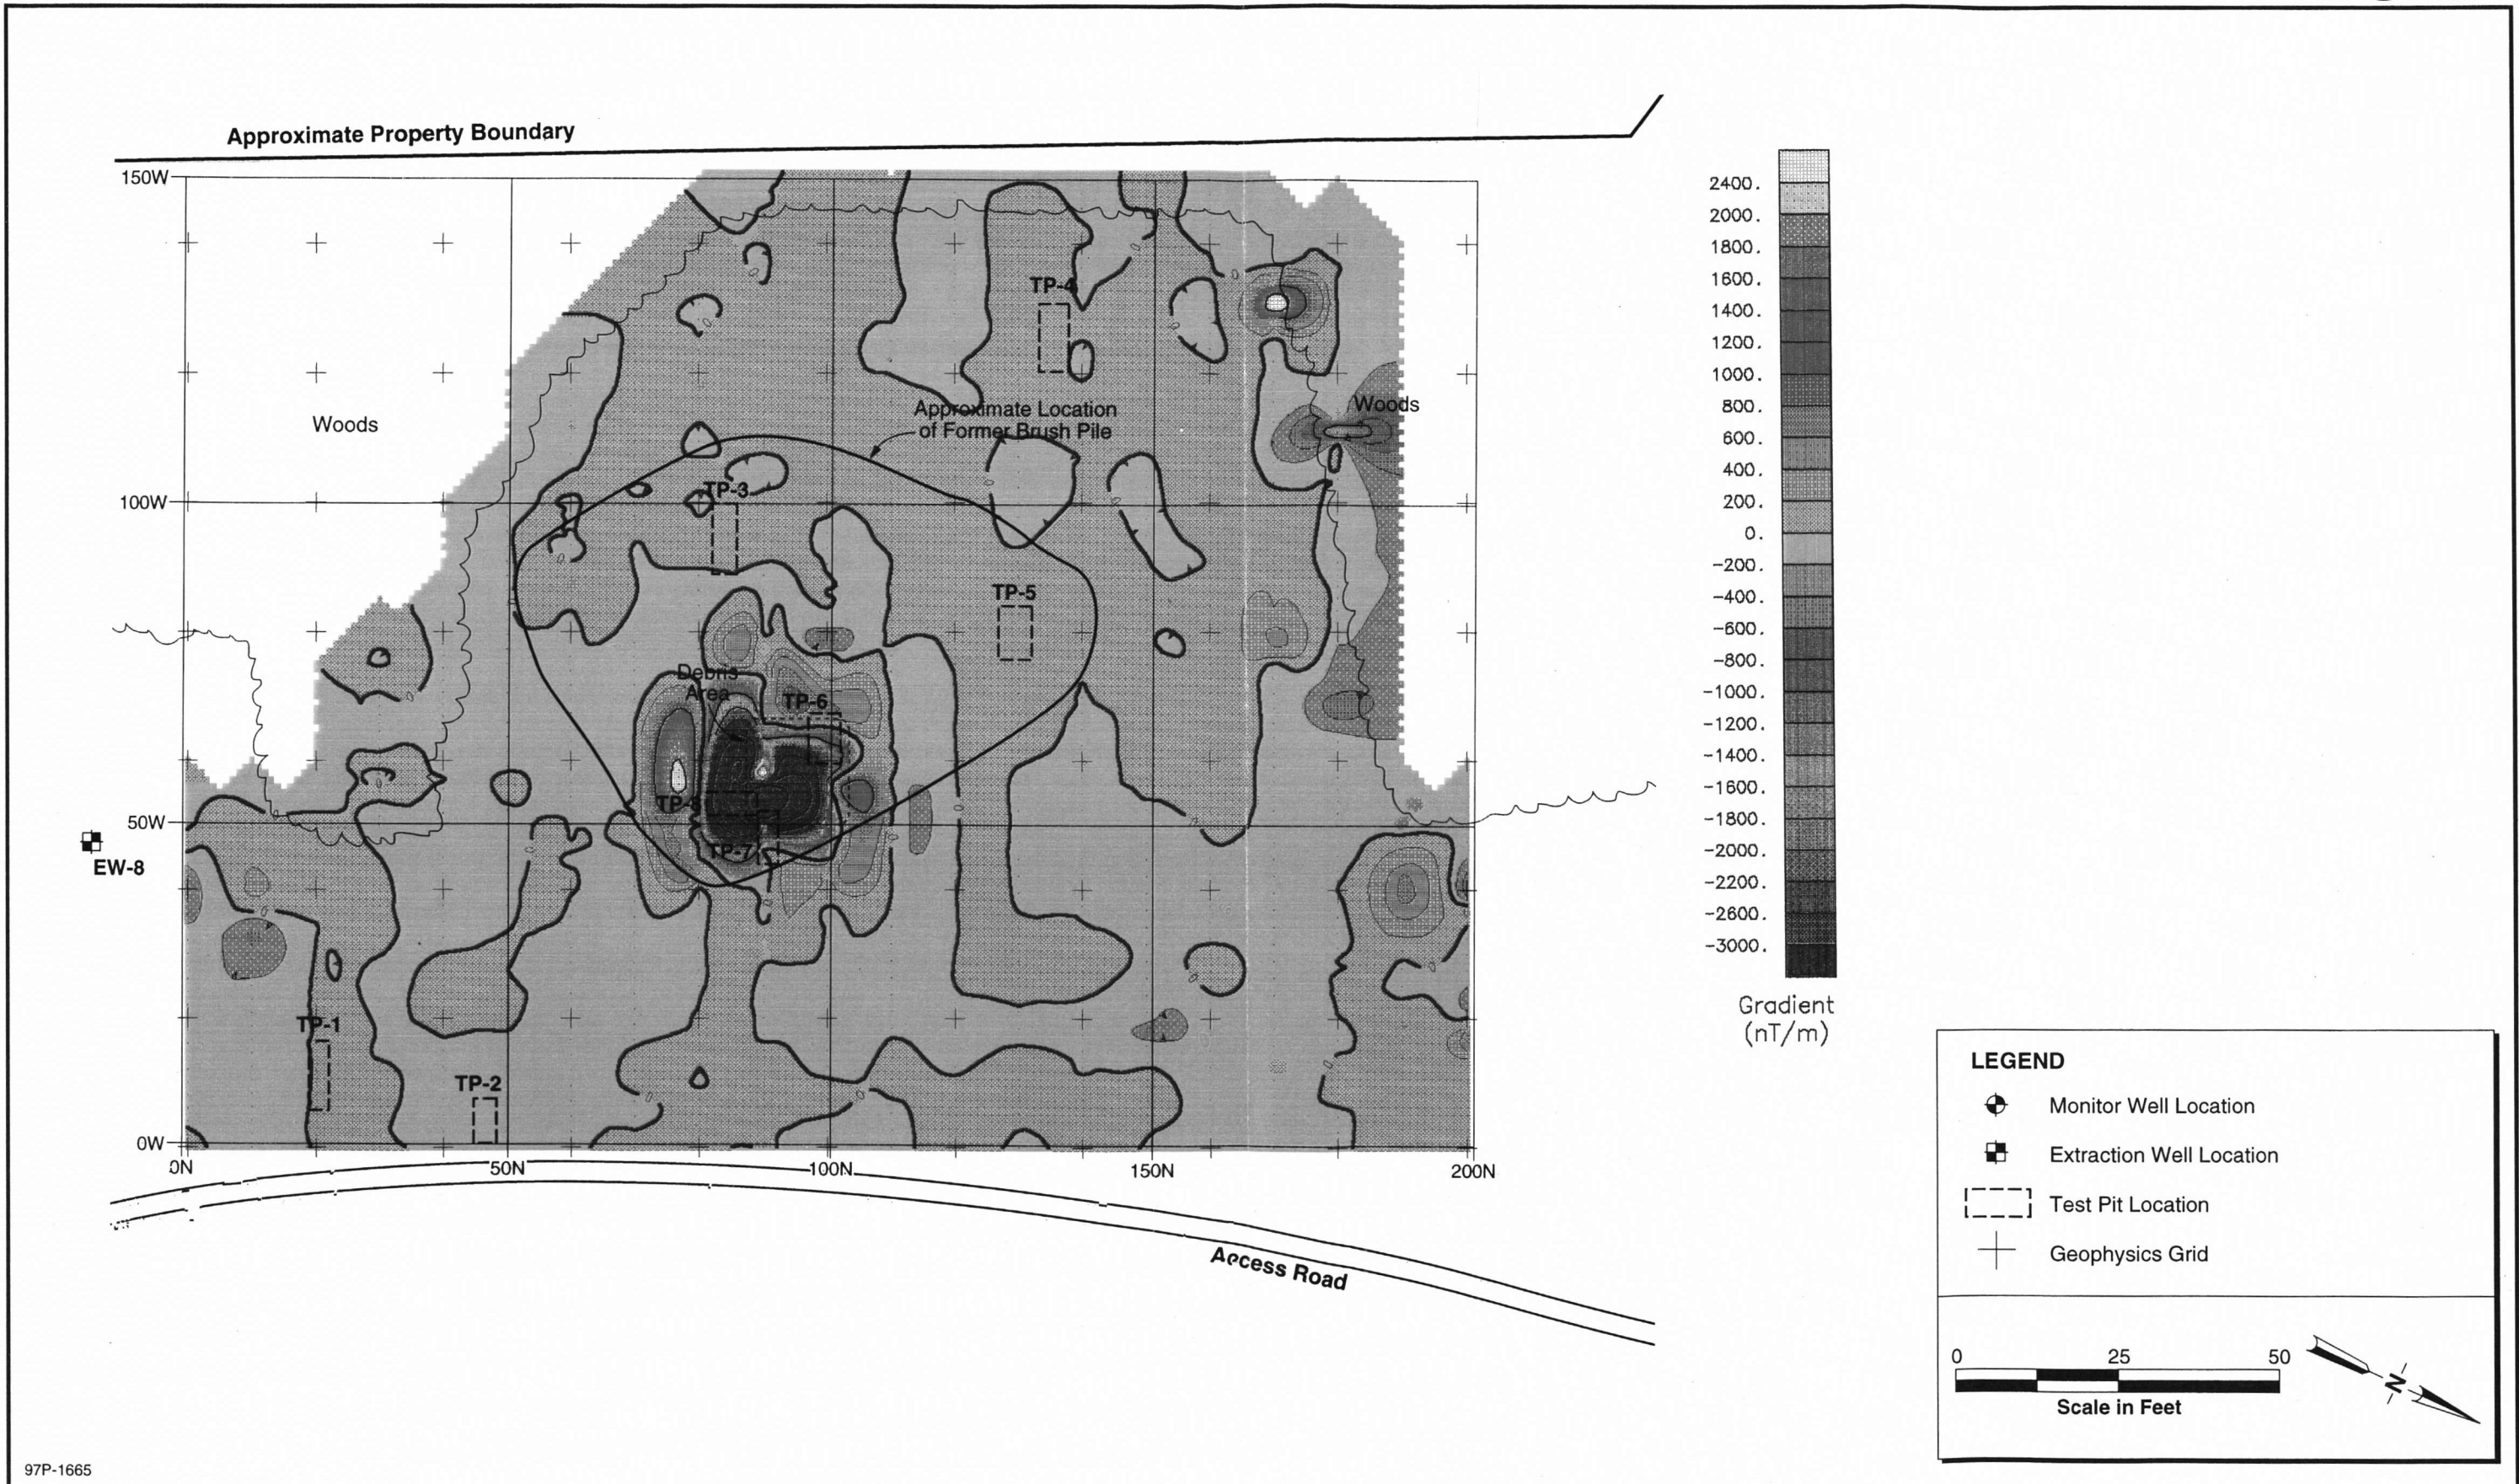 Approximate Property Boundary
150W
100W
50W
0W
0N
50N
100N
150N
200N
Woods
Woods
TP-4
Approximate Location
of Former Brush Pile
TP-3
TP-5
Debris
Area
TP-6
TP-8
TP-7
EW-8
TP-1
TP-2
Access Road
2400.
2000.
1800.
1600.
1400.
1200.
1000.
800.
600.
400.
200.
0.
-200.
-400.
-600.
-800.
-1000.
-1200.
-1400.
-1600.
-1800.
-2000.
-2200.
-2600.
-3000.
Gradient
(nT/m)
LEGEND
Monitor Well Location
Extraction Well Location
Test Pit Location
Geophysics Grid
0 25 50
Scale in Feet
N
97P-1665